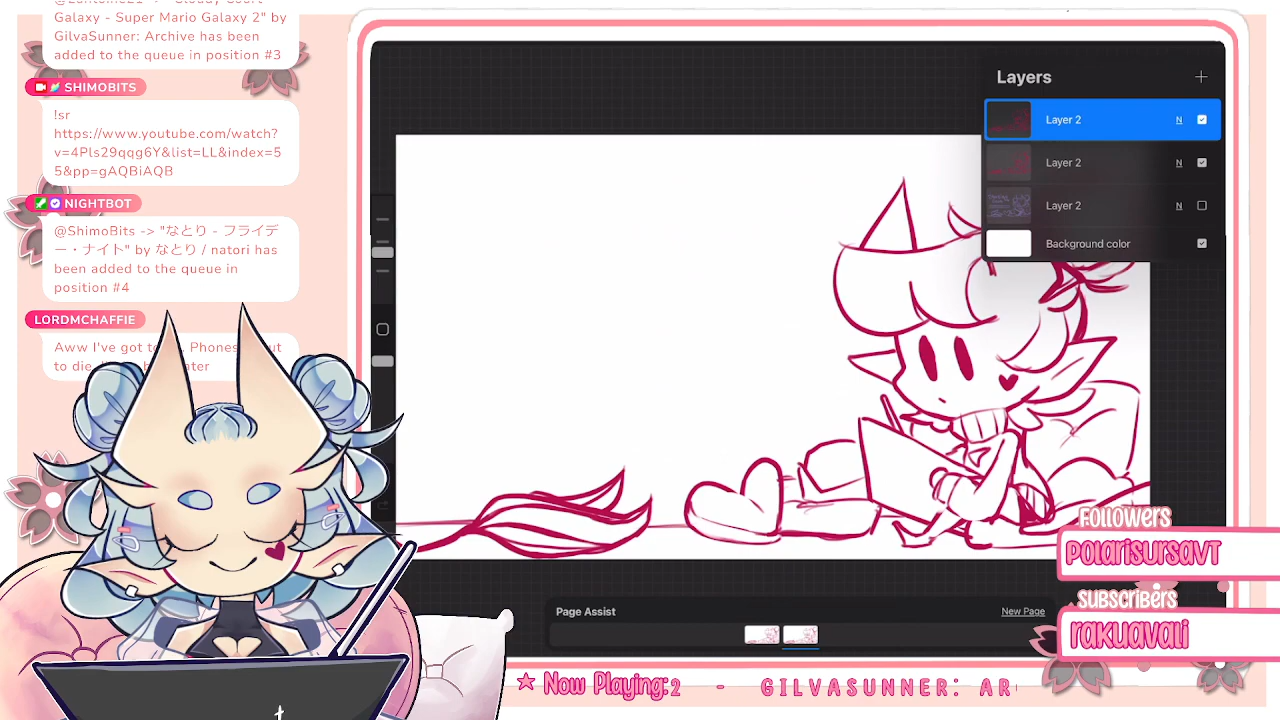 Galaxy - Super Mario Galaxy 2" by
GilvaSunner: Archive has been
added to the queue in position #3
SHIMOBITS
!sr
https://www.youtube.com/watch?
v=4Pls29qqg6Y&list=LL&index=5
5&pp=gAQBiAQB
NIGHTBOT
@ShimoBits -> "なとり - フライデ
ー・ナイト" by なとり / natori has
been added to the queue in
position #4
LORDMCHAFFIE
Aww I've got Phones
to die
Layers
Layer 2 N
Layer 2 N
Layer 2 N
Background color
Page Assist
New Page
Followers
polarisursavt
subscribers
rakuavali
Now Playing: 2 - GILVASUNNER: AR